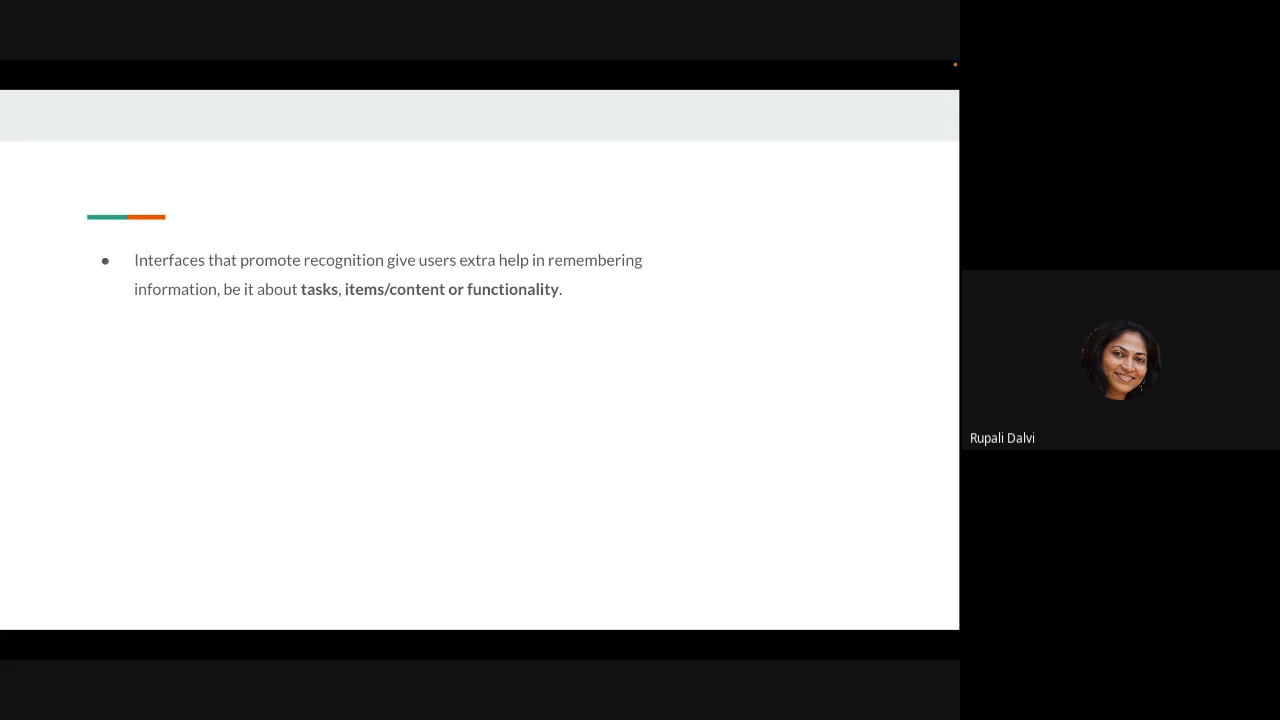 ● Interfaces that promote recognition give users extra help in remembering
information, be it about tasks, items/content or functionality.
Rupali Dalvi